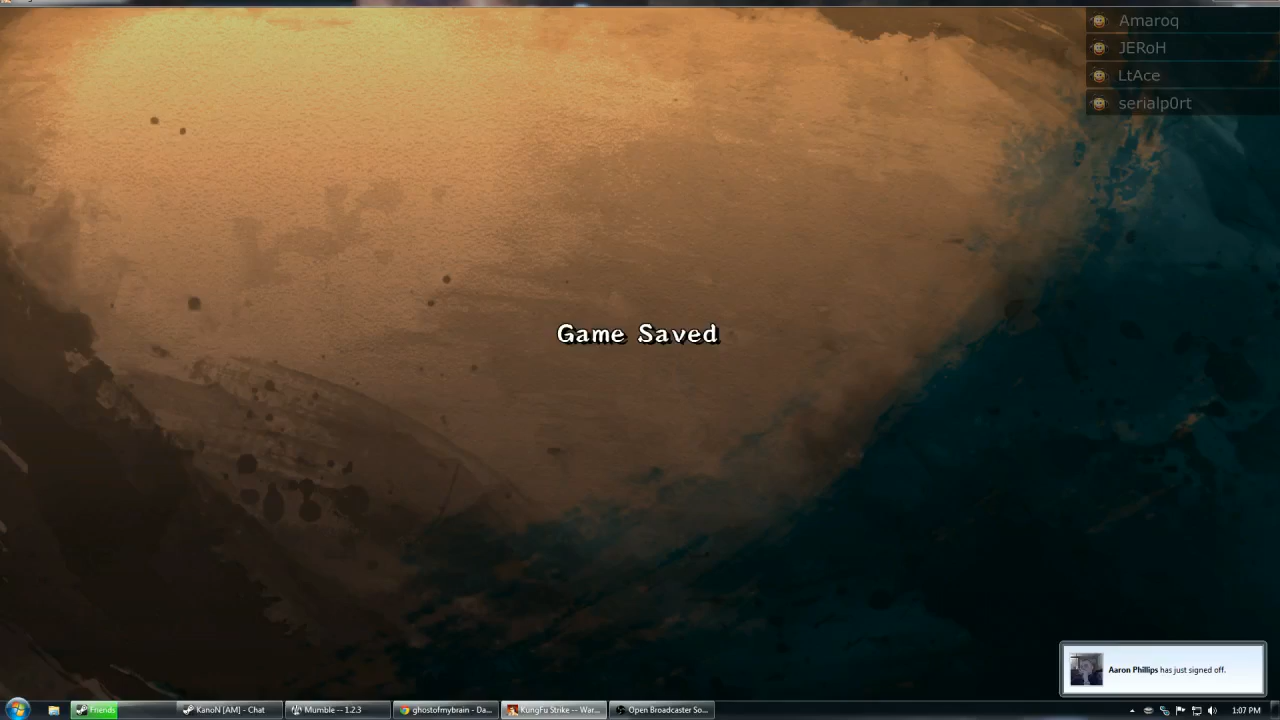 Amaroq
JERoH
LtAce
serialp0rt
Game Saved
Aaron Phillips has just signed off.
Friends
KanoN [AM] - Chat
Mumble -- 1.2.3
ghostofmybrain - Da...
KungFu Strike -- War...
Open Broadcaster So...
1:07 PM